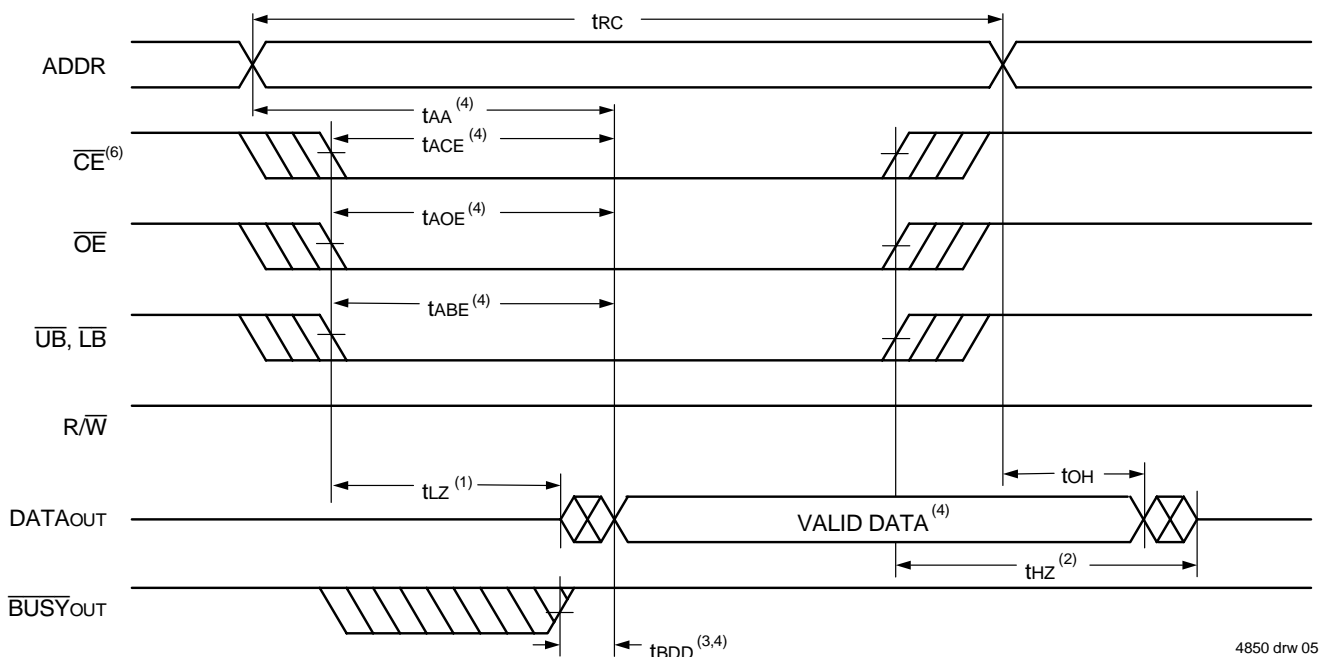 tRC
ADDR
tAA (4)
tACE (4)
CE(6)
tAOE (4)
OE
tABE (4)
UB, LB
R/W
tLZ (1)
tOH
DATAOUT
VALID DATA(4)
tHZ (2)
BUSYOUT
tBDD (3,4)
4850 drw 05